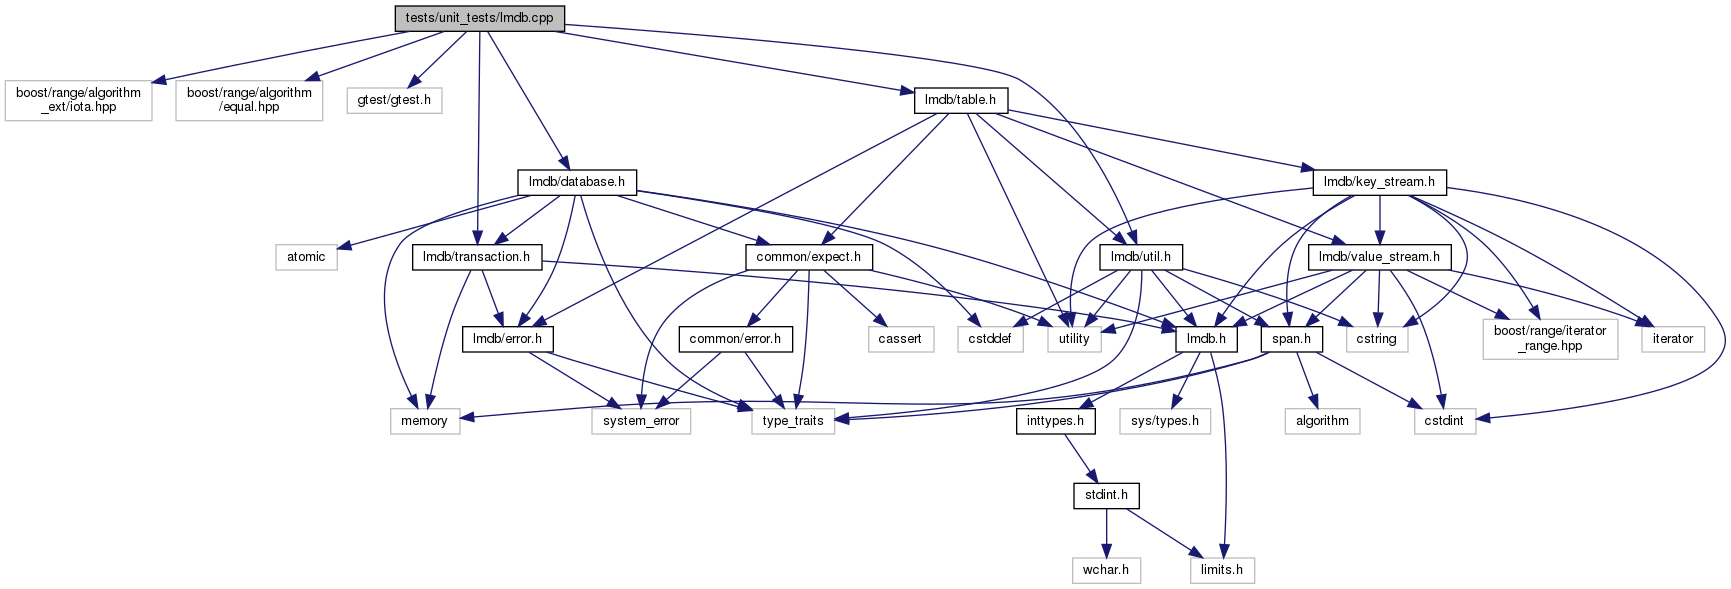 tests/unit_tests/lmdb.cpp
boost/range/algorithm
_ext/iota.hpp
boost/range/algorithm
/equal.hpp
gtest/gtest.h
lmdb/table.h
lmdb/database.h
lmdb/key_stream.h
atomic
lmdb/transaction.h
common/expect.h
lmdb/util.h
lmdb/value_stream.h
lmdb/error.h
common/error.h
cassert
cstddef
utility
lmdb.h
span.h
cstring
boost/range/iterator
_range.hpp
iterator
memory
system_error
type_traits
inttypes.h
sys/types.h
algorithm
cstdint
stdint.h
wchar.h
limits.h